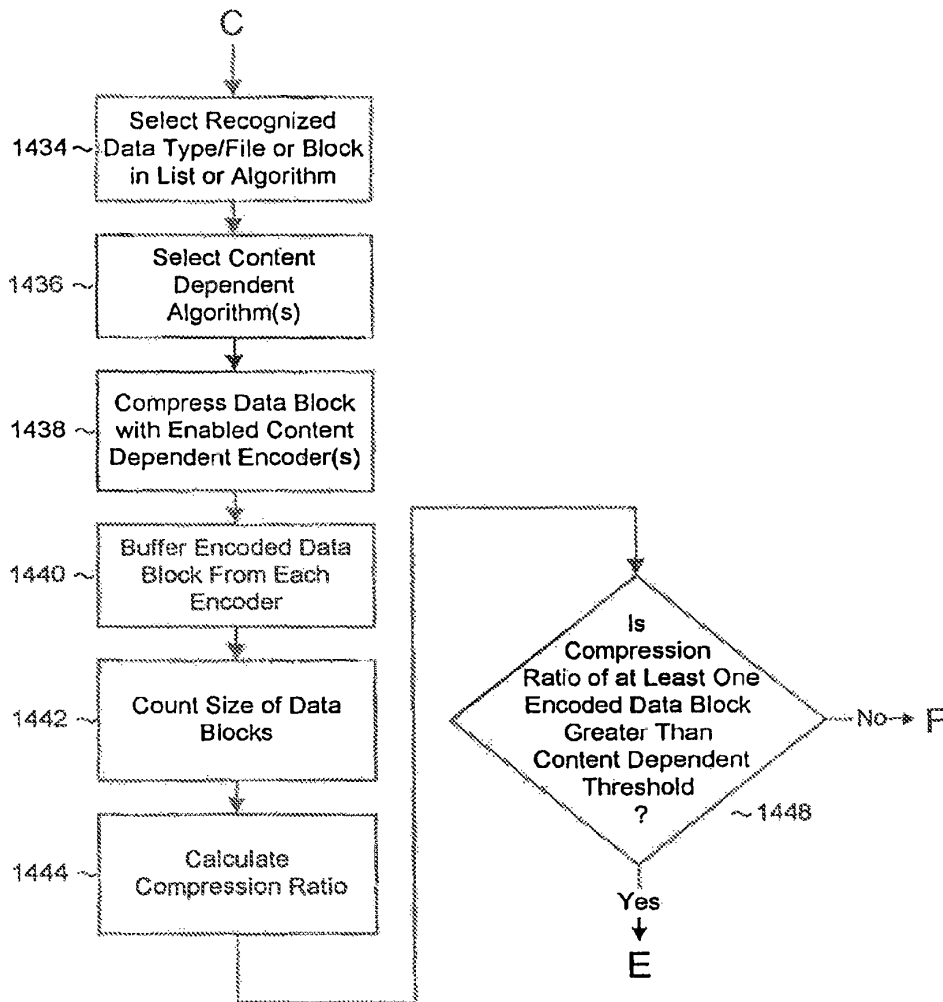 C
1434 ~
Select Recognized
Data Type/File or Block
in List or Algorithm
1436 ~
Select Content
Dependent
Algorithm(s)
1438 ~
Compress Data Block
with Enabled Content
Dependent Encoder(s)
1440 ~
Buffer Encoded Data
Block From Each
Encoder
1442 ~
Count Size of Data
Blocks
1444 ~
Calculate
Compression Ratio
Is
Compression
Ratio of at Least One
Encoded Data Block
Greater Than
Content Dependent
Threshold
?
~ 1448
No
F
Yes
E